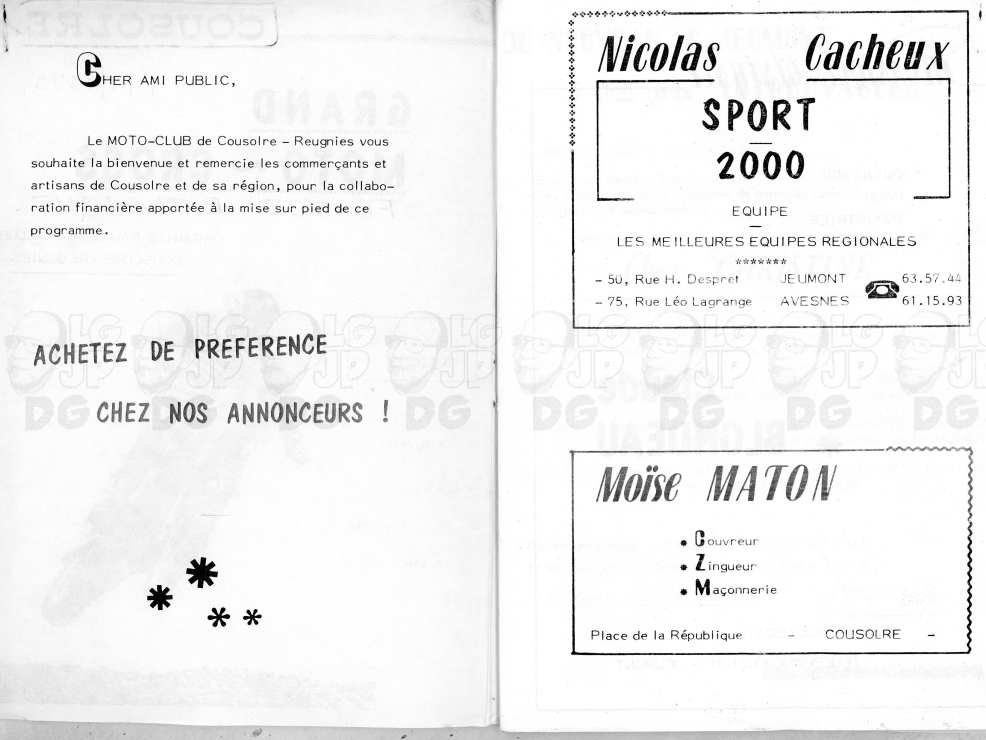 CHER AMI PUBLIC,
Le MOTO-CLUB de Cousolre - Reugnies vous
souhaite la bienvenue et remercie les commerçants et
artisans de Cousolre et de sa région, pour la collabo-
ration financière apportée à la mise sur pied de ce
programme.
ACHETEZ DE PREFERENCE
CHEZ NOS ANNONCEURS !
Nicolas Cacheux
SPORT
2000
EQUIPE
LES MEILLEURES EQUIPES REGIONALES
*******
- 50, Rue H. Despret JEUMONT 63.57.44
- 75, Rue Léo Lagrange AVESNES 61.15.93
Moïse MATON
* Couvreur
* Zingueur
* Maçonnerie
Place de la République - COUSOLRE -
LG JP DG